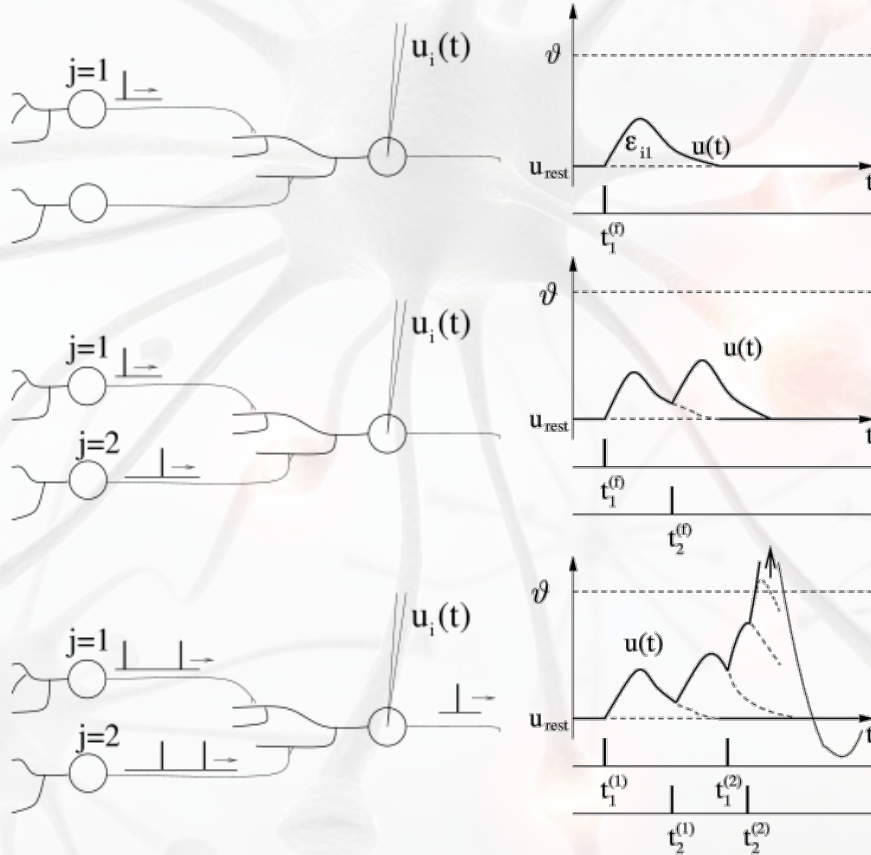 j=1
u_i(t)
ϑ
ε_i1
u(t)
u_rest
t
t_1^(f)
j=1
j=2
u_i(t)
ϑ
u(t)
u_rest
t
t_1^(f)
t_2^(f)
j=1
j=2
u_i(t)
ϑ
u(t)
u_rest
t
t_1^(1) t_1^(2)
t_2^(1) t_2^(2)